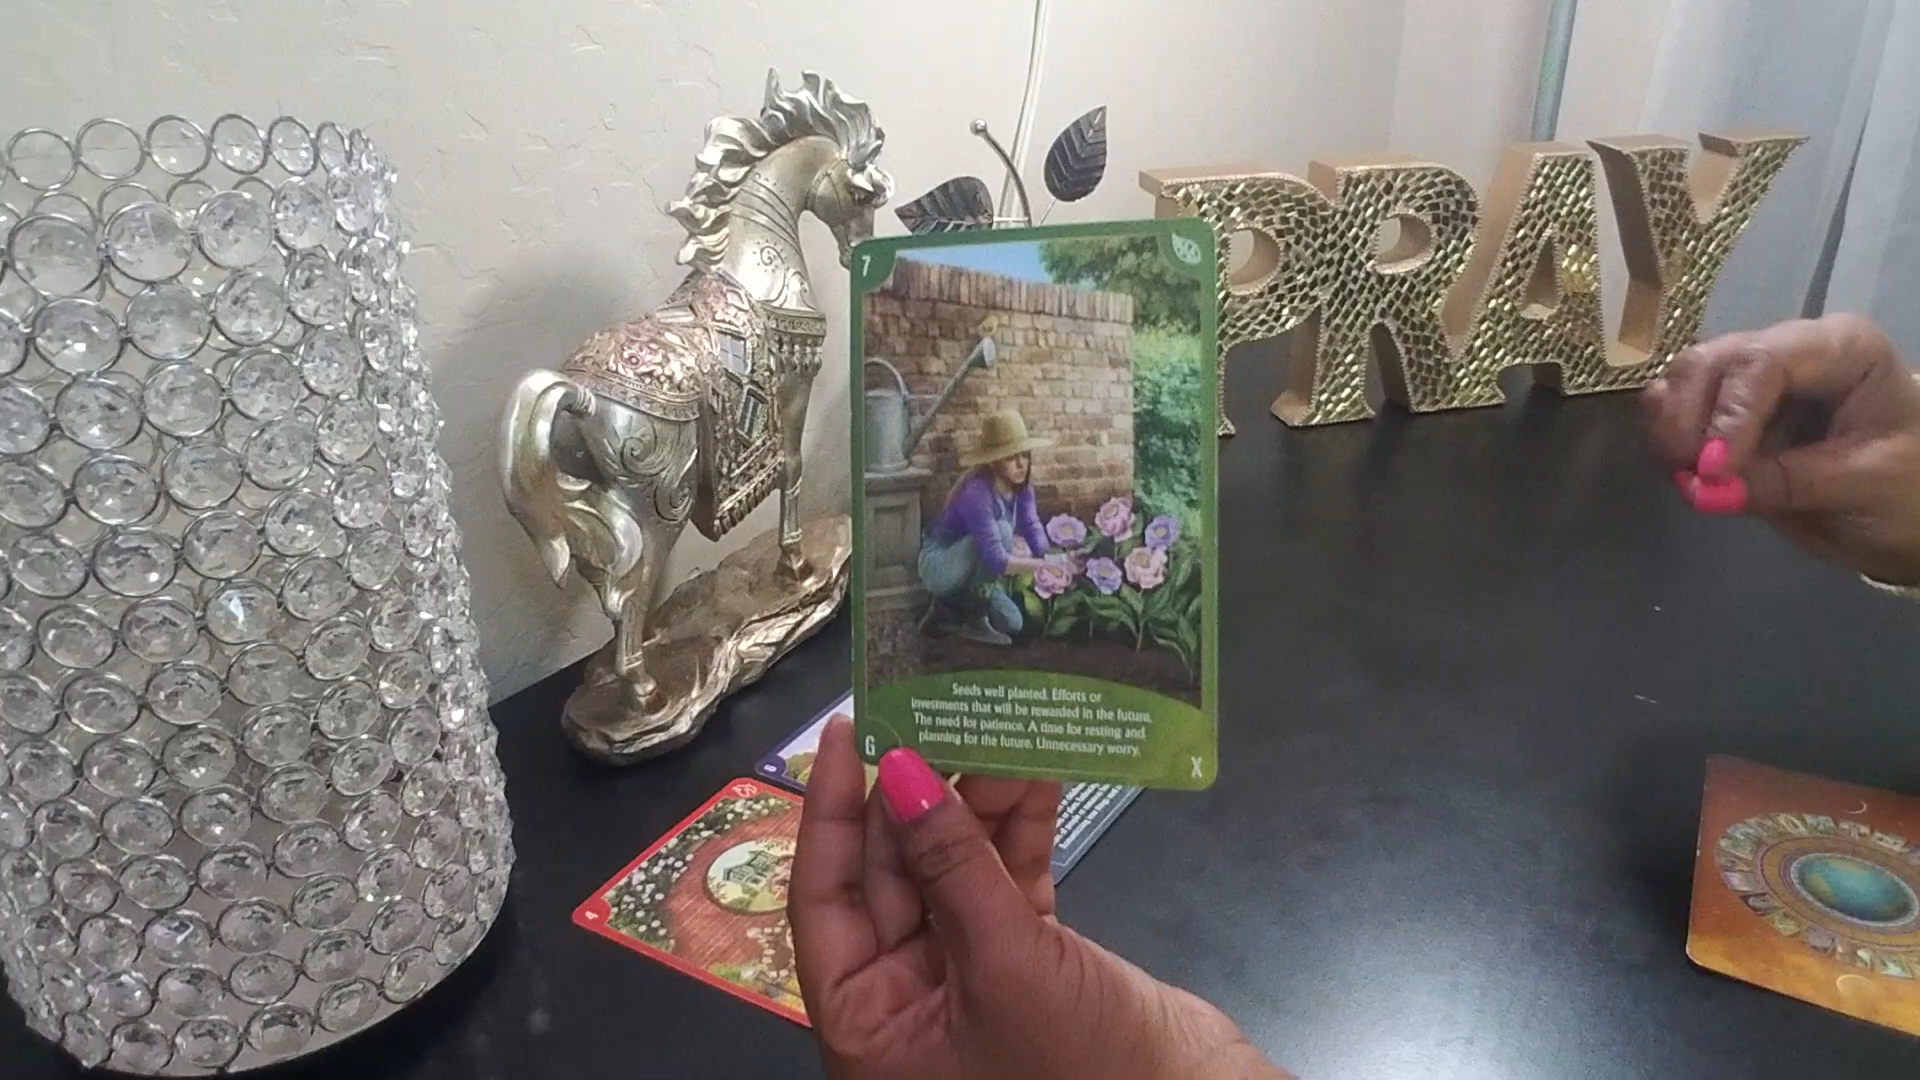 PRAY
7
Seeds well planted. Efforts or
investments that will be rewarded in the future.
The need for patience. A time for resting and
planning for the future. Unnecessary worry.
G
X